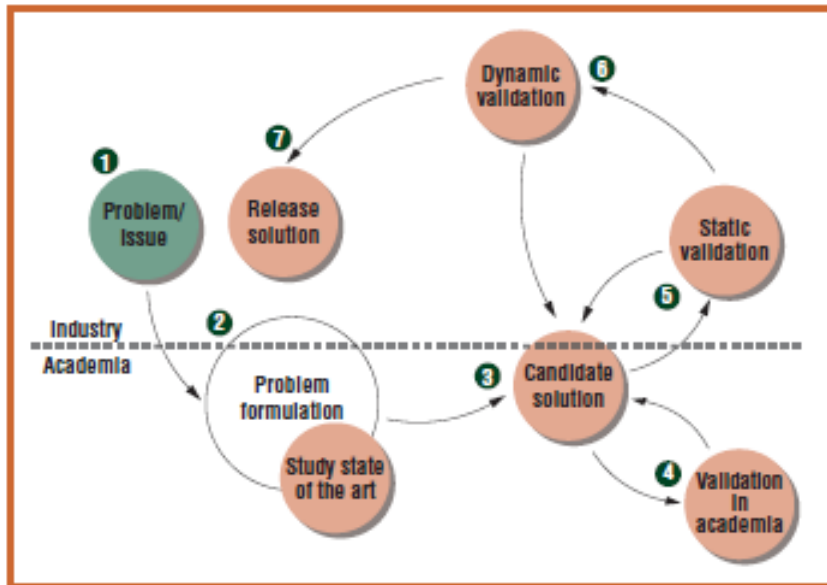 1
Problem/
issue
7
Release
solution
Dynamic
validation
6
Static
validation
5
Industry
Academia
2
Problem
formulation
Study state
of the art
3
Candidate
solution
4
Validation
in
academia